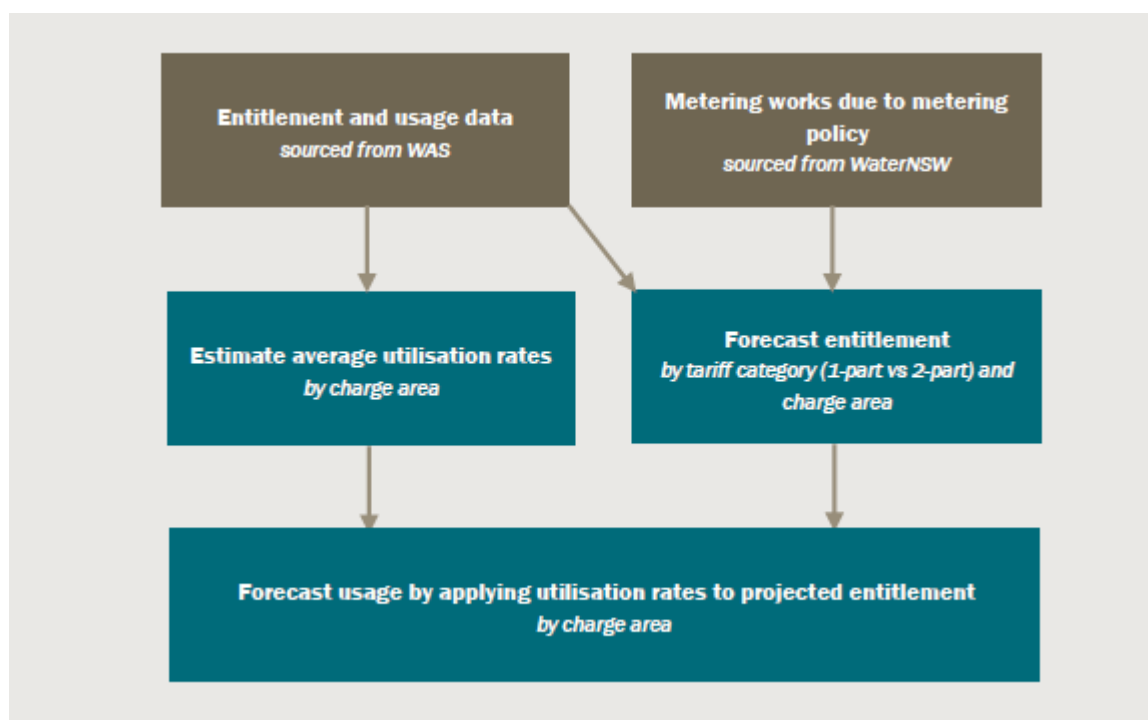 Entitlement and usage data
sourced from WAS
Metering works due to metering
policy
sourced from WaterNSW
Estimate average utilisation rates
by charge area
Forecast entitlement
by tariff category (1-part vs 2-part) and
charge area
Forecast usage by applying utilisation rates to projected entitlement
by charge area